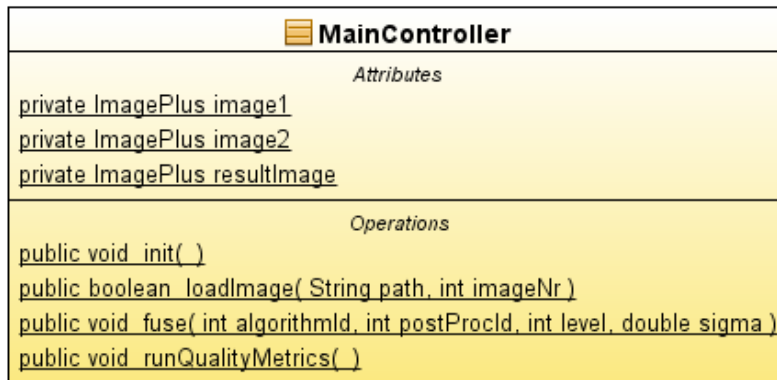 MainController
Attributes
private ImagePlus image1
private ImagePlus image2
private ImagePlus resultImage
Operations
public void init( )
public boolean loadImage( String path, int imageNr )
public void fuse( int algorithmId, int postProcId, int level, double sigma )
public void runQualityMetrics( )